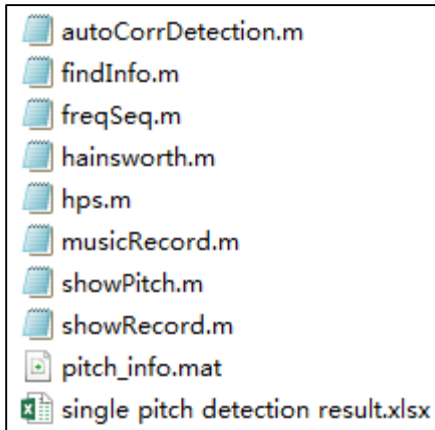 autoCorrDetection.m
findInfo.m
freqSeq.m
hainsworth.m
hps.m
musicRecord.m
showPitch.m
showRecord.m
pitch_info.mat
single pitch detection result.xlsx